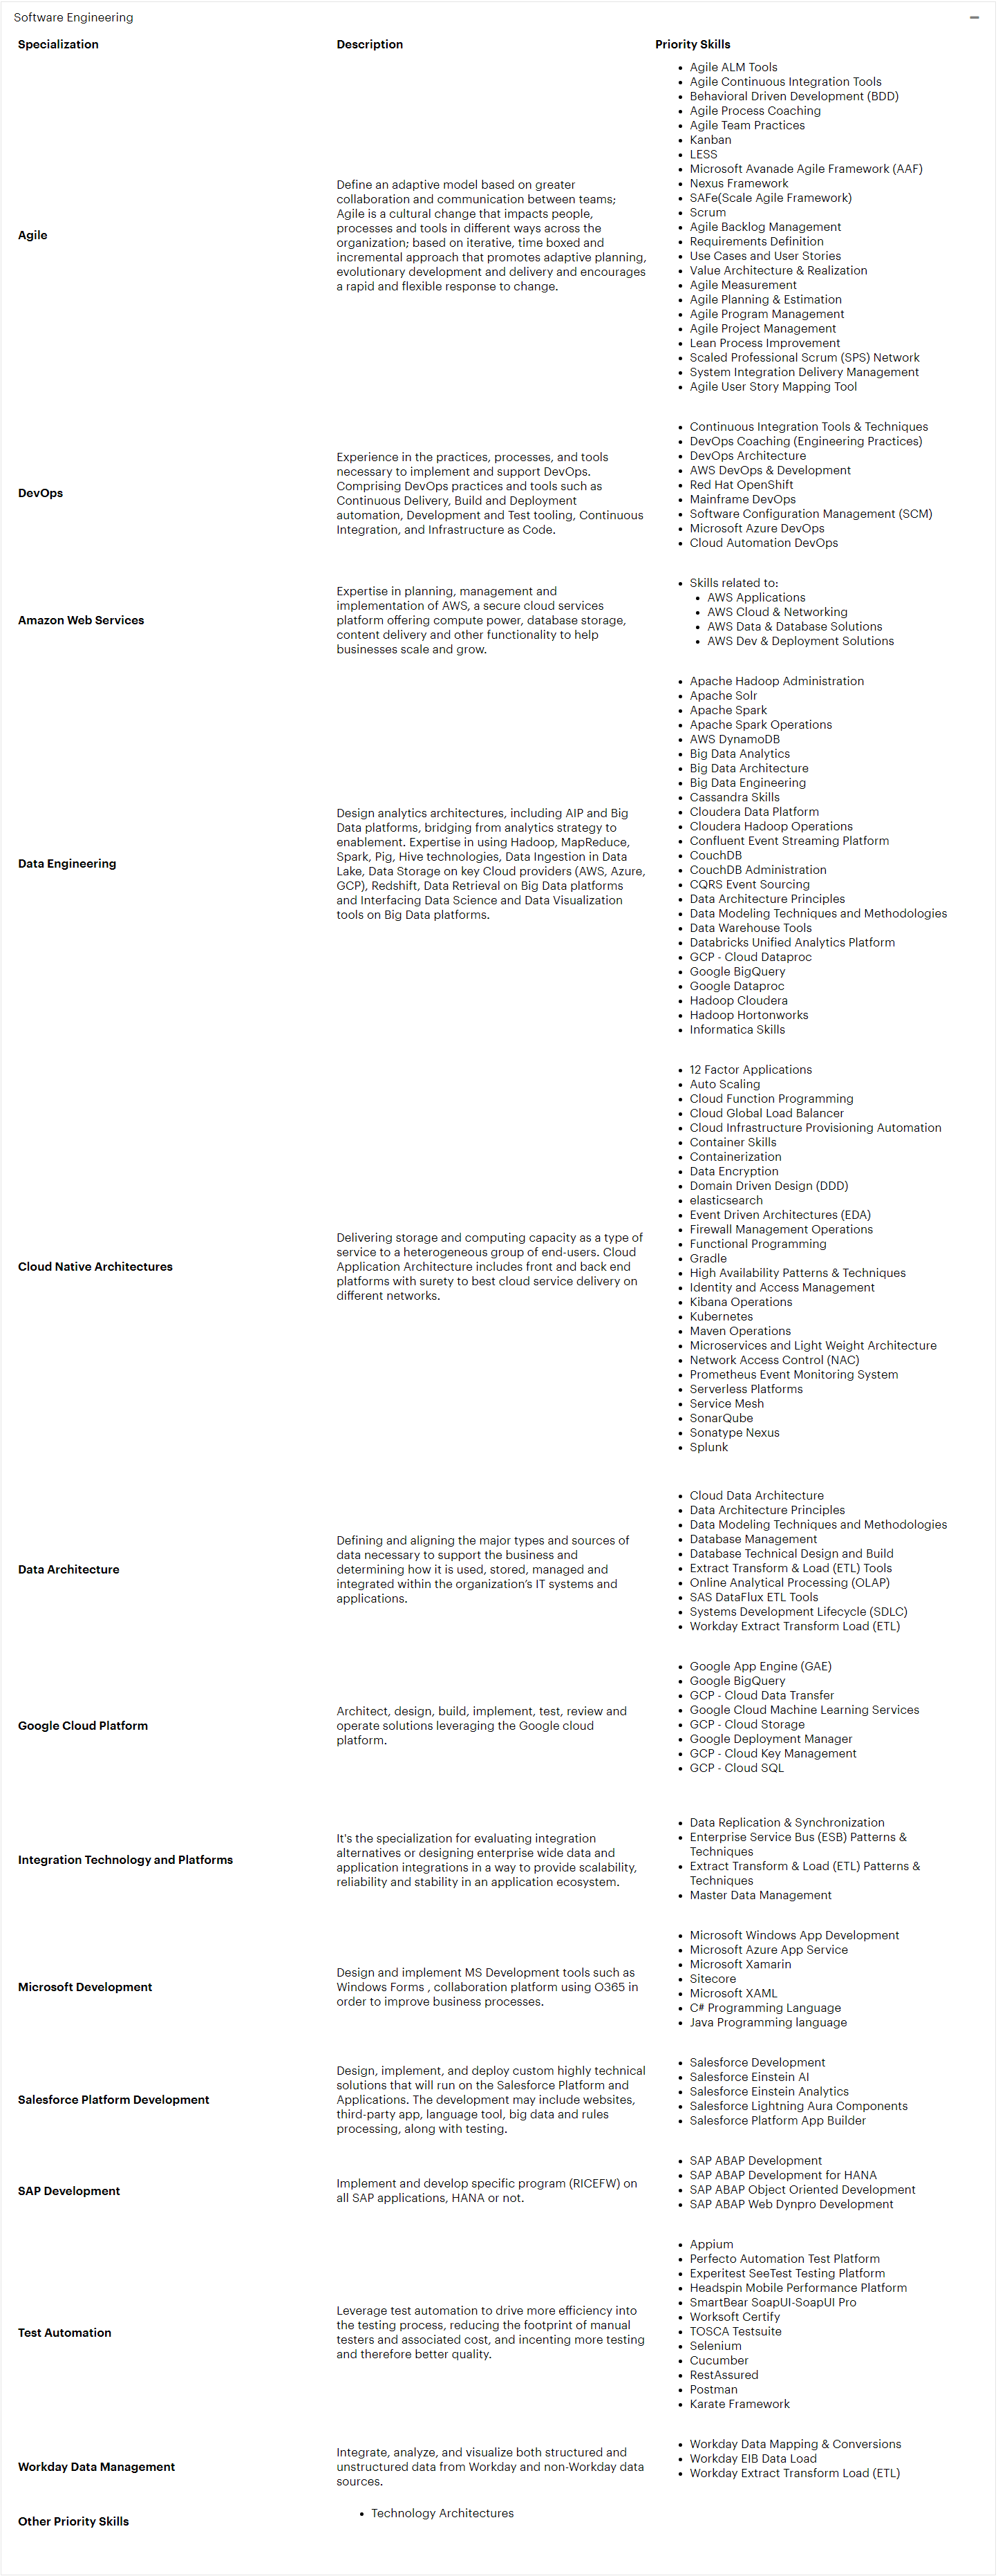 Software Engineering
Specialization
Description
Priority Skills
Agile
Define an adaptive model based on greater
collaboration and communication between teams;
Agile is a cultural change that impacts people,
processes and tools in different ways across the
organization; based on iterative, time boxed and
incremental approach that promotes adaptive planning,
evolutionary development and delivery and encourages
a rapid and flexible response to change.
• Agile ALM Tools
• Agile Continuous Integration Tools
• Behavioral Driven Development (BDD)
• Agile Process Coaching
• Agile Team Practices
• Kanban
• LESS
• Microsoft Avanade Agile Framework (AAF)
• Nexus Framework
• SAFe(Scale Agile Framework)
• Scrum
• Agile Backlog Management
• Requirements Definition
• Use Cases and User Stories
• Value Architecture & Realization
• Agile Measurement
• Agile Planning & Estimation
• Agile Program Management
• Agile Project Management
• Lean Process Improvement
• Scaled Professional Scrum (SPS) Network
• System Integration Delivery Management
• Agile User Story Mapping Tool
DevOps
Experience in the practices, processes, and tools
necessary to implement and support DevOps.
Comprising DevOps practices and tools such as
Continuous Delivery, Build and Deployment
automation, Development and Test tooling, Continuous
Integration, and Infrastructure as Code.
• Continuous Integration Tools & Techniques
• DevOps Coaching (Engineering Practices)
• DevOps Architecture
• AWS DevOps & Development
• Red Hat OpenShift
• Mainframe DevOps
• Software Configuration Management (SCM)
• Microsoft Azure DevOps
• Cloud Automation DevOps
Amazon Web Services
Expertise in planning, management and
implementation of AWS, a secure cloud services
platform offering compute power, database storage,
content delivery and other functionality to help
businesses scale and grow.
• Skills related to:
• AWS Applications
• AWS Cloud & Networking
• AWS Data & Database Solutions
• AWS Dev & Deployment Solutions
Data Engineering
Design analytics architectures, including AIP and Big
Data platforms, bridging from analytics strategy to
enablement. Expertise in using Hadoop, MapReduce,
Spark, Pig, Hive technologies, Data Ingestion in Data
Lake, Data Storage on key Cloud providers (AWS, Azure,
GCP), Redshift, Data Retrieval on Big Data platforms
and Interfacing Data Science and Data Visualization
tools on Big Data platforms.
• Apache Hadoop Administration
• Apache Solr
• Apache Spark
• Apache Spark Operations
• AWS DynamoDB
• Big Data Analytics
• Big Data Architecture
• Big Data Engineering
• Cassandra Skills
• Cloudera Data Platform
• Cloudera Hadoop Operations
• Confluent Event Streaming Platform
• CouchDB
• CouchDB Administration
• CQRS Event Sourcing
• Data Architecture Principles
• Data Modeling Techniques and Methodologies
• Data Warehouse Tools
• Databricks Unified Analytics Platform
• GCP - Cloud Dataproc
• Google BigQuery
• Google Dataproc
• Hadoop Cloudera
• Hadoop Hortonworks
• Informatica Skills
Cloud Native Architectures
Delivering storage and computing capacity as a type of
service to a heterogeneous group of end-users. Cloud
Application Architecture includes front and back end
platforms with surety to best cloud service delivery on
different networks.
• 12 Factor Applications
• Auto Scaling
• Cloud Function Programming
• Cloud Global Load Balancer
• Cloud Infrastructure Provisioning Automation
• Container Skills
• Containerization
• Data Encryption
• Domain Driven Design (DDD)
• elasticsearch
• Event Driven Architectures (EDA)
• Firewall Management Operations
• Functional Programming
• Gradle
• High Availability Patterns & Techniques
• Identity and Access Management
• Kibana Operations
• Kubernetes
• Maven Operations
• Microservices and Light Weight Architecture
• Network Access Control (NAC)
• Prometheus Event Monitoring System
• Serverless Platforms
• Service Mesh
• SonarQube
• Sonatype Nexus
• Splunk
Data Architecture
Defining and aligning the major types and sources of
data necessary to support the business and
determining how it is used, stored, managed and
integrated within the organization's IT systems and
applications.
• Cloud Data Architecture
• Data Architecture Principles
• Data Modeling Techniques and Methodologies
• Database Management
• Database Technical Design and Build
• Extract Transform & Load (ETL) Tools
• Online Analytical Processing (OLAP)
• SAS DataFlux ETL Tools
• Systems Development Lifecycle (SDLC)
• Workday Extract Transform Load (ETL)
Google Cloud Platform
Architect, design, build, implement, test, review and
operate solutions leveraging the Google cloud
platform.
• Google App Engine (GAE)
• Google BigQuery
• GCP - Cloud Data Transfer
• Google Cloud Machine Learning Services
• GCP - Cloud Storage
• Google Deployment Manager
• GCP - Cloud Key Management
• GCP - Cloud SQL
Integration Technology and Platforms
It's the specialization for evaluating integration
alternatives or designing enterprise wide data and
application integrations in a way to provide scalability,
reliability and stability in an application ecosystem.
• Data Replication & Synchronization
• Enterprise Service Bus (ESB) Patterns &
Techniques
• Extract Transform & Load (ETL) Patterns &
Techniques
• Master Data Management
Microsoft Development
Design and implement MS Development tools such as
Windows Forms , collaboration platform using O365 in
order to improve business processes.
• Microsoft Windows App Development
• Microsoft Azure App Service
• Microsoft Xamarin
• Sitecore
• Microsoft XAML
• C# Programming Language
• Java Programming language
Salesforce Platform Development
Design, implement, and deploy custom highly technical
solutions that will run on the Salesforce Platform and
Applications. The development may include websites,
third-party app, language tool, big data and rules
processing, along with testing.
• Salesforce Development
• Salesforce Einstein AI
• Salesforce Einstein Analytics
• Salesforce Lightning Aura Components
• Salesforce Platform App Builder
SAP Development
Implement and develop specific program (RICEFW) on
all SAP applications, HANA or not.
• SAP ABAP Development
• SAP ABAP Development for HANA
• SAP ABAP Object Oriented Development
• SAP ABAP Web Dynpro Development
Test Automation
Leverage test automation to drive more efficiency into
the testing process, reducing the footprint of manual
testers and associated cost, and incenting more testing
and therefore better quality.
• Appium
• Perfecto Automation Test Platform
• Experitest SeeTest Testing Platform
• Headspin Mobile Performance Platform
• SmartBear SoapUI-SoapUI Pro
• Worksoft Certify
• TOSCA Testsuite
• Selenium
• Cucumber
• RestAssured
• Postman
• Karate Framework
Workday Data Management
Integrate, analyze, and visualize both structured and
unstructured data from Workday and non-Workday data
sources.
• Workday Data Mapping & Conversions
• Workday EIB Data Load
• Workday Extract Transform Load (ETL)
Other Priority Skills
• Technology Architectures